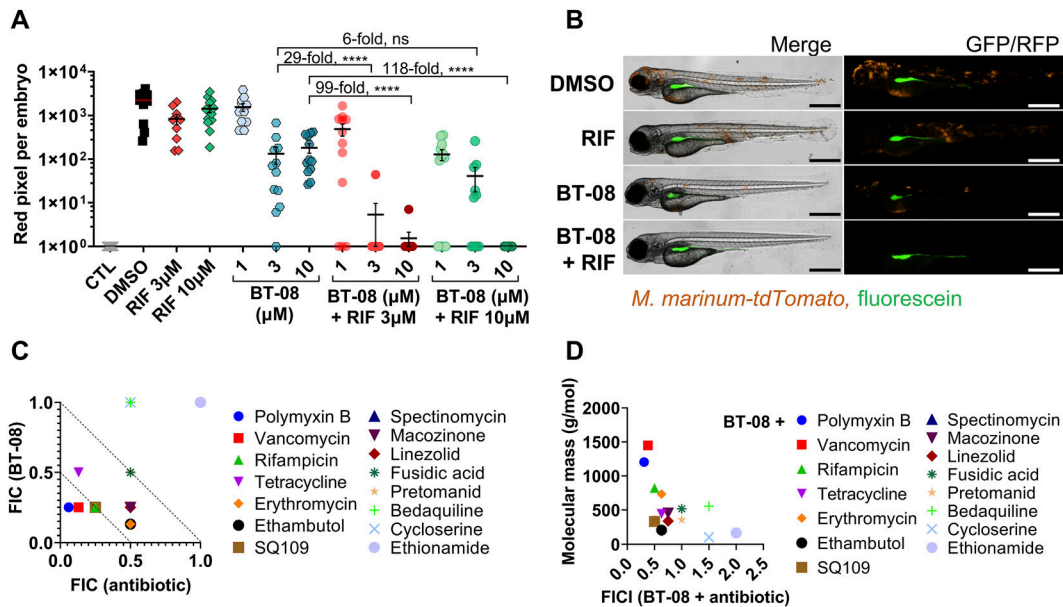 A
Red pixel per embryo
1×10⁴
1×10³
1×10²
1×10¹
1×10⁰
6-fold, ns
29-fold, ****
118-fold, ****
99-fold, ****
CTL
DMSO
RIF 3μM
RIF 10μM
1
3
10
1
3
10
1
3
10
BT-08
(μM)
BT-08 (μM)
+ RIF 3μM
BT-08 (μM)
+ RIF 10μM
B
Merge
GFP/RFP
DMSO
RIF
BT-08
BT-08
+ RIF
M. marinum-tdTomato, fluorescein
C
FIC (BT-08)
1.0
0.5
0.0
0.0
0.5
1.0
FIC (antibiotic)
Polymyxin B
Vancomycin
Rifampicin
Tetracycline
Erythromycin
Ethambutol
SQ109
Spectinomycin
Macozinone
Linezolid
Fusidic acid
Pretomanid
Bedaquiline
Cycloserine
Ethionamide
D
Molecular mass (g/mol)
2000
1500
1000
500
0
0.0
0.5
1.0
1.5
2.0
2.5
FICI (BT-08 + antibiotic)
BT-08 +
Polymyxin B
Vancomycin
Rifampicin
Tetracycline
Erythromycin
Ethambutol
SQ109
Spectinomycin
Macozinone
Linezolid
Fusidic acid
Pretomanid
Bedaquiline
Cycloserine
Ethionamide